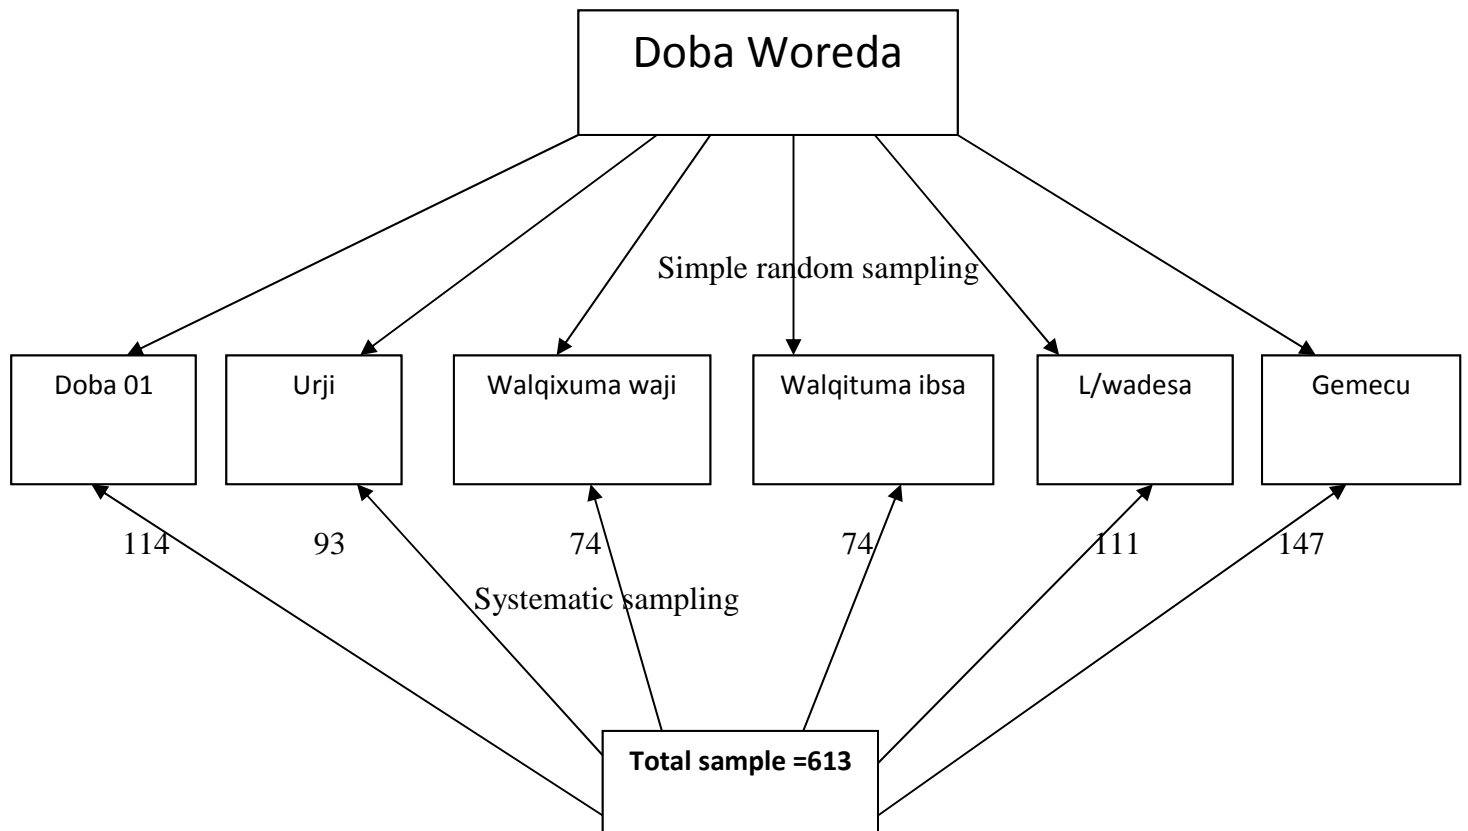 Doba Woreda
Simple random sampling
Doba 01
Urji
Walqixuma waji
Walqituma ibsa
L/wadesa
Gemecu
114
93
74
74
111
147
Systematic sampling
Total sample =613